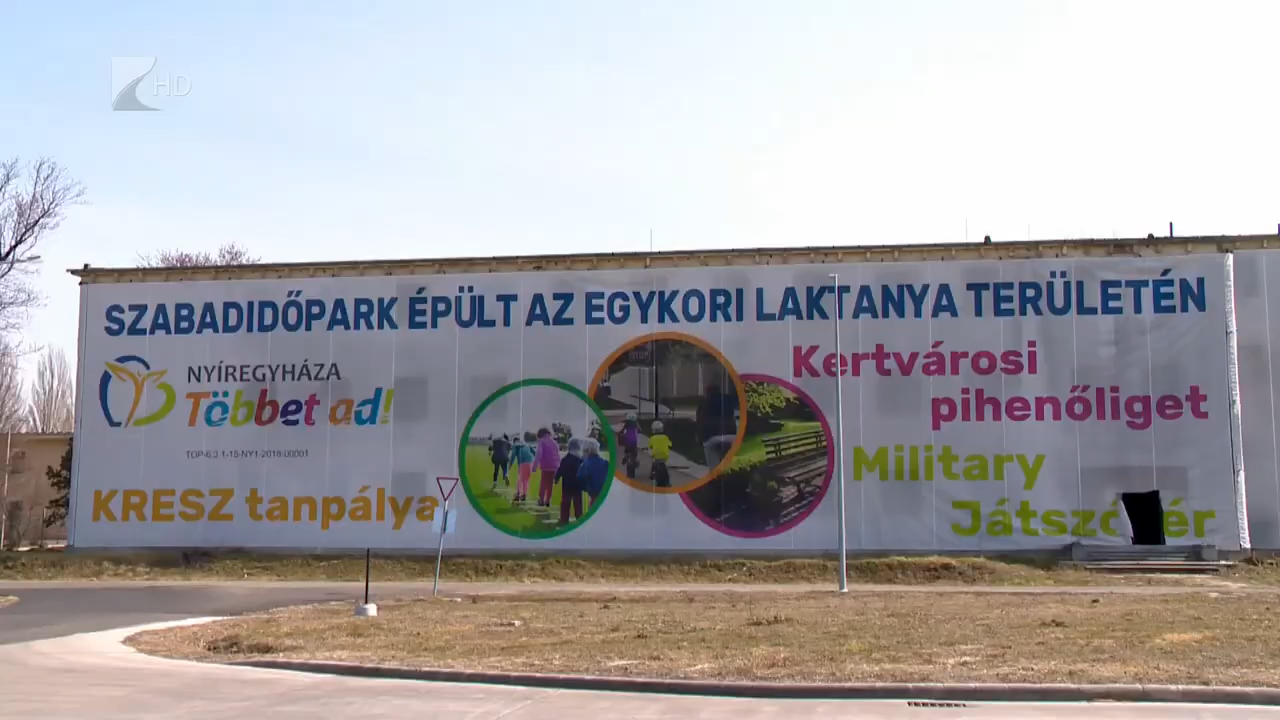 HD
SZABADIDŐPARK ÉPÜLT AZ EGYKORI LAKTANYA TERÜLETÉN
NYÍREGYHÁZA
Többet ad!
TOP-6.3.1-15-NY1-2016-00001
KRESZ tanpálya
STOP
Kertvárosi
pihenőliget
Military